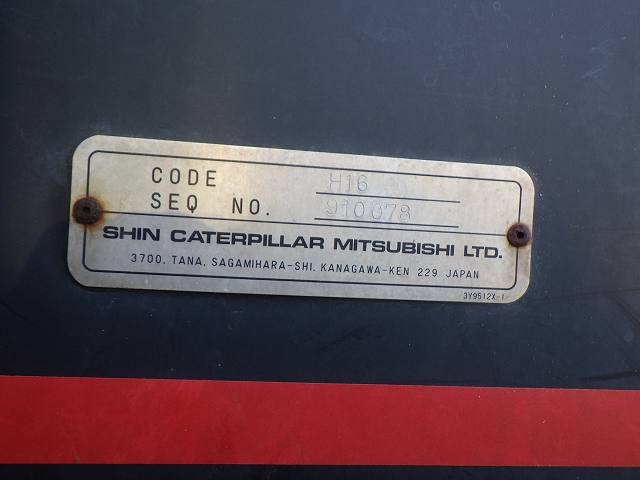 CODE H16
SEQ NO. 910078
SHIN CATERPILLAR MITSUBISHI LTD.
3700, TANA, SAGAMIHARA-SHI, KANAGAWA-KEN 229 JAPAN
3Y9512X-1-